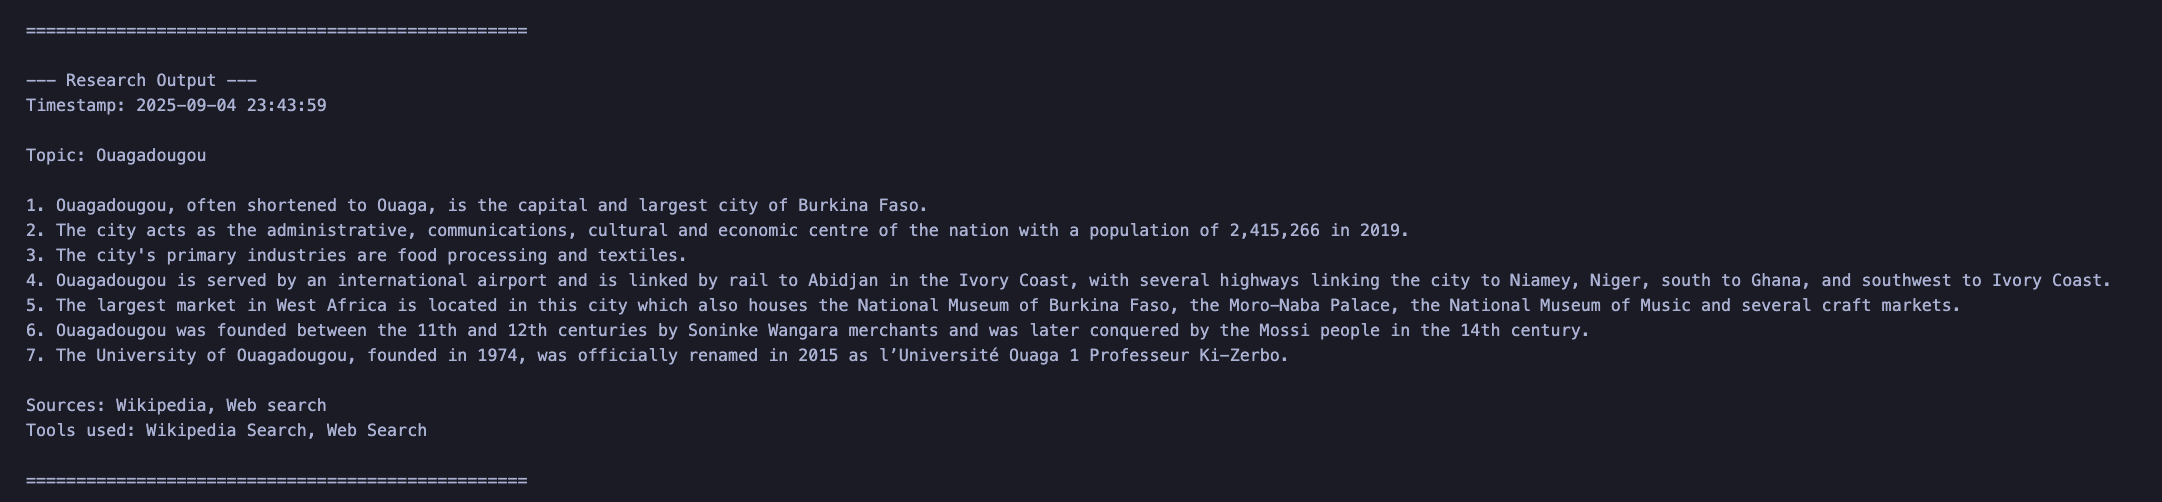 ==================================================
--- Research Output ---
Timestamp: 2025-09-04 23:43:59
Topic: Ouagadougou
1. Ouagadougou, often shortened to Ouaga, is the capital and largest city of Burkina Faso.
2. The city acts as the administrative, communications, cultural and economic centre of the nation with a population of 2,415,266 in 2019.
3. The city's primary industries are food processing and textiles.
4. Ouagadougou is served by an international airport and is linked by rail to Abidjan in the Ivory Coast, with several highways linking the city to Niamey, Niger, south to Ghana, and southwest to Ivory Coast.
5. The largest market in West Africa is located in this city which also houses the National Museum of Burkina Faso, the Moro-Naba Palace, the National Museum of Music and several craft markets.
6. Ouagadougou was founded between the 11th and 12th centuries by Soninke Wangara merchants and was later conquered by the Mossi people in the 14th century.
7. The University of Ouagadougou, founded in 1974, was officially renamed in 2015 as l’Université Ouaga 1 Professeur Ki-Zerbo.
Sources: Wikipedia, Web search
Tools used: Wikipedia Search, Web Search
==================================================